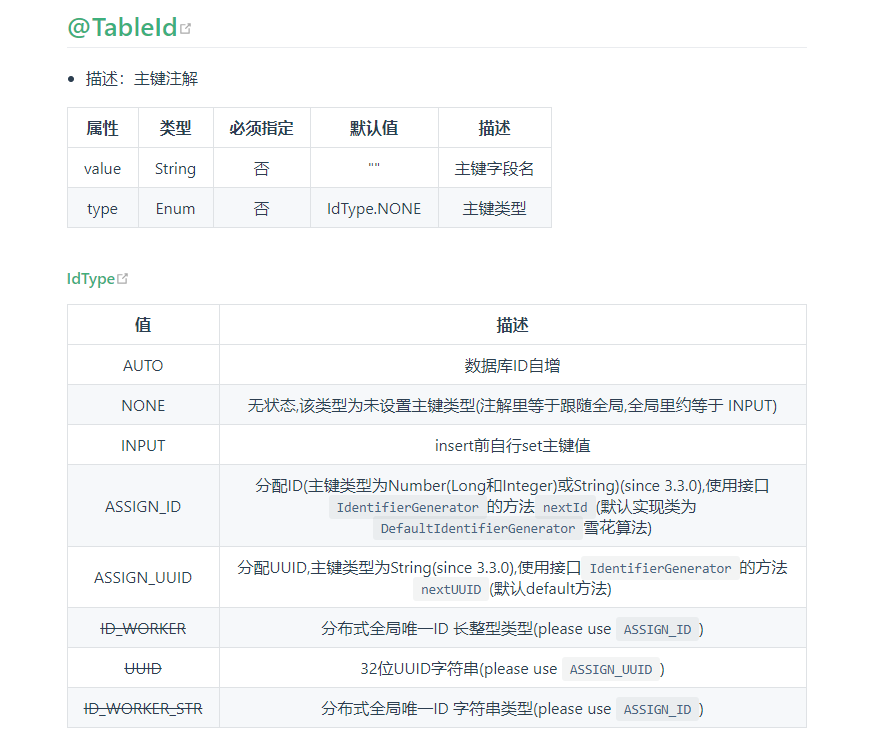 @TableId
描述：主键注解
属性 类型 必须指定 默认值 描述
value String 否 "" 主键字段名
type Enum 否 IdType.NONE 主键类型
IdType
值 描述
AUTO 数据库ID自增
NONE 无状态,该类型为未设置主键类型(注解里等于跟随全局,全局里约等于 INPUT)
INPUT insert前自行set主键值
ASSIGN_ID 分配ID(主键类型为Number(Long和Integer)或String)(since 3.3.0),使用接口
IdentifierGenerator 的方法 nextId (默认实现类为
DefaultIdentifierGenerator 雪花算法)
ASSIGN_UUID 分配UUID,主键类型为String(since 3.3.0),使用接口 IdentifierGenerator 的方法
nextUUID (默认default方法)
ID_WORKER 分布式全局唯一ID 长整型类型(please use ASSIGN_ID )
UUID 32位UUID字符串(please use ASSIGN_UUID )
ID_WORKER_STR 分布式全局唯一ID 字符串类型(please use ASSIGN_ID )